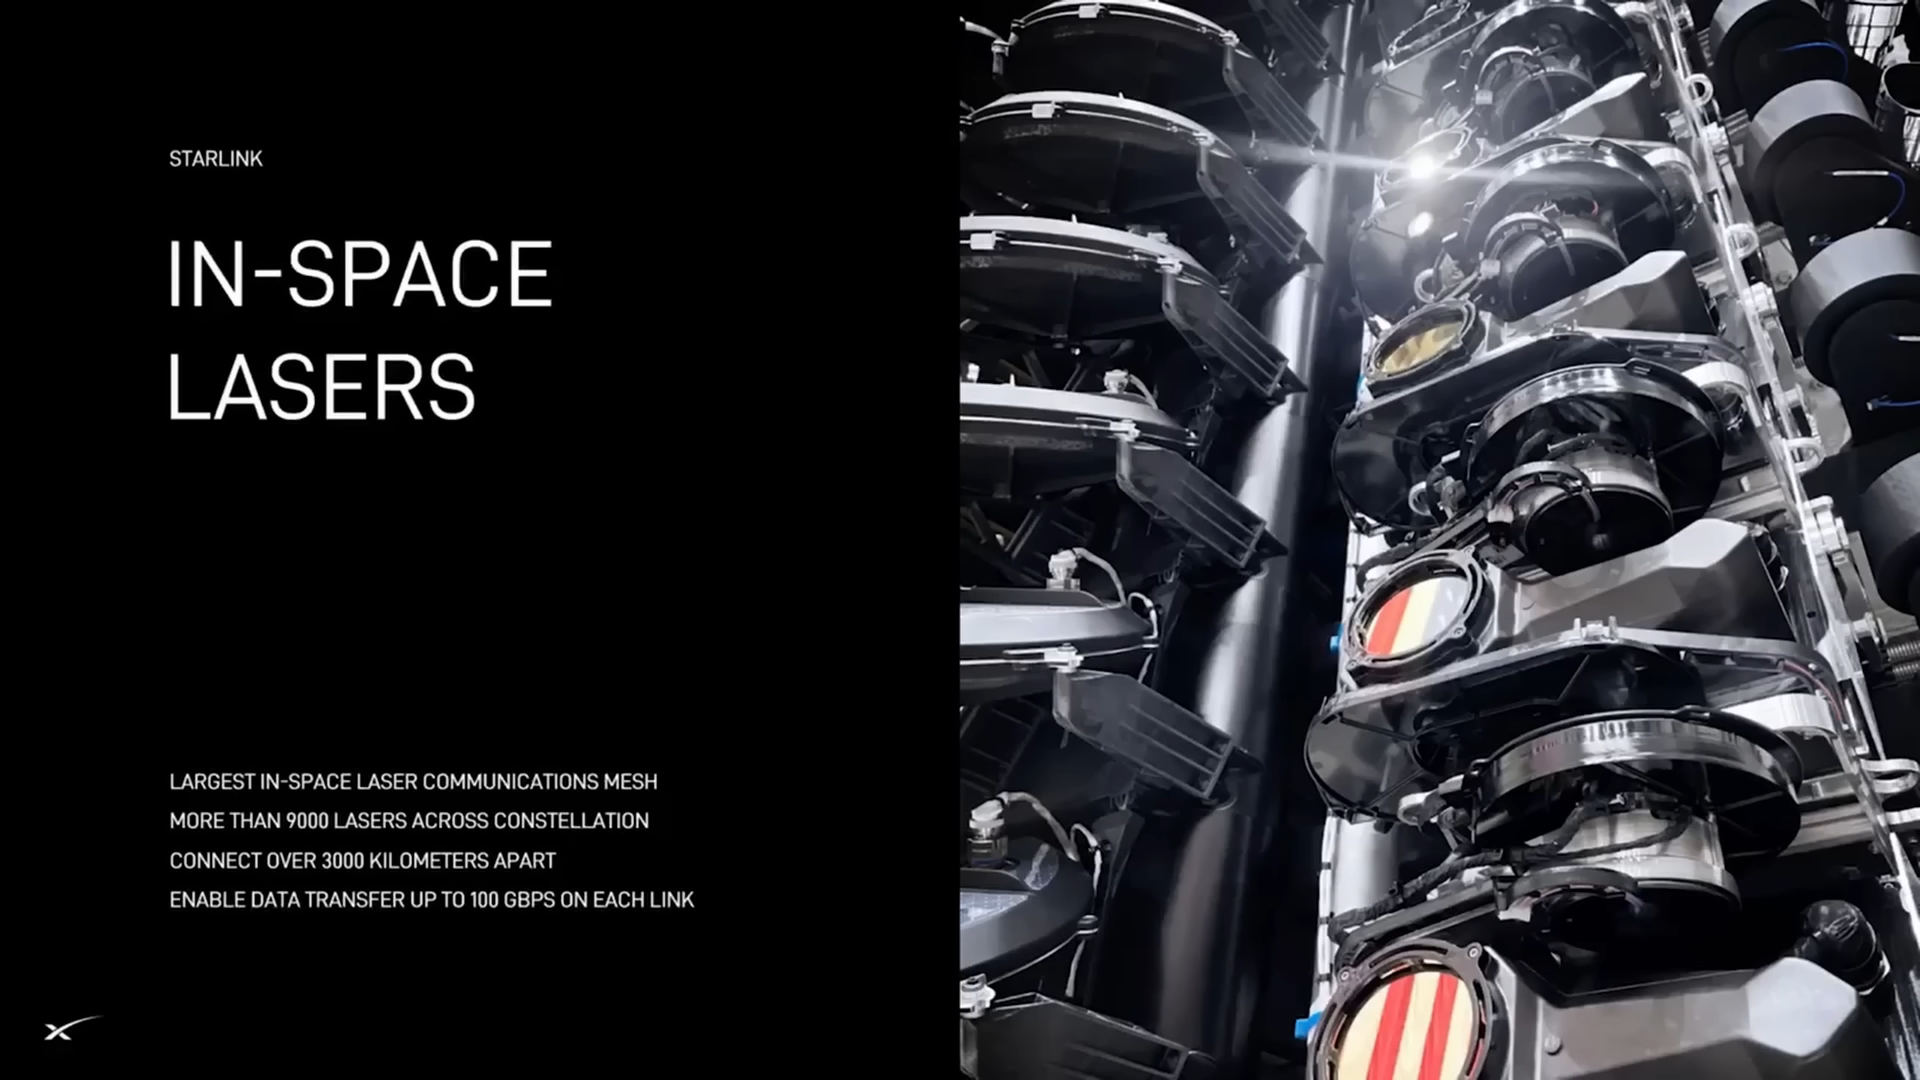 STARLINK
IN-SPACE
LASERS
LARGEST IN-SPACE LASER COMMUNICATIONS MESH
MORE THAN 9000 LASERS ACROSS CONSTELLATION
CONNECT OVER 3000 KILOMETERS APART
ENABLE DATA TRANSFER UP TO 100 GBPS ON EACH LINK